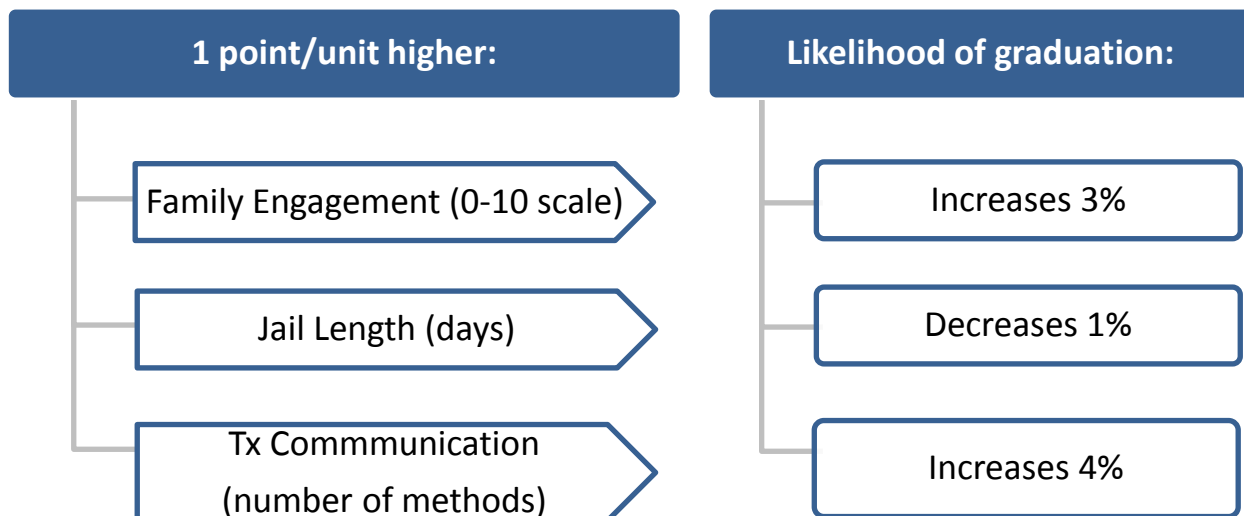 1 point/unit higher:
Likelihood of graduation:
Family Engagement (0-10 scale)
Increases 3%
Jail Length (days)
Decreases 1%
Tx Commmunication
(number of methods)
Increases 4%